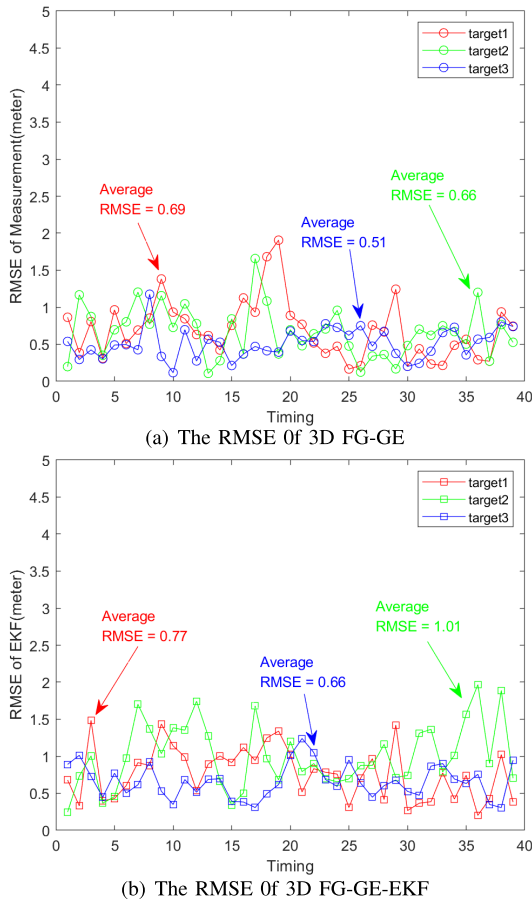 5
4.5
4
3.5
3
2.5
2
1.5
1
0.5
0
RMSE of Measurement(meter)
target1
target2
target3
Average
RMSE = 0.69
Average
RMSE = 0.51
Average
RMSE = 0.66
0 5 10 15 20 25 30 35 40
Timing
(a) The RMSE 0f 3D FG-GE
5
4.5
4
3.5
3
2.5
2
1.5
1
0.5
0
RMSE of EKF(meter)
target1
target2
target3
Average
RMSE = 0.77
Average
RMSE = 0.66
Average
RMSE = 1.01
0 5 10 15 20 25 30 35 40
Timing
(b) The RMSE 0f 3D FG-GE-EKF